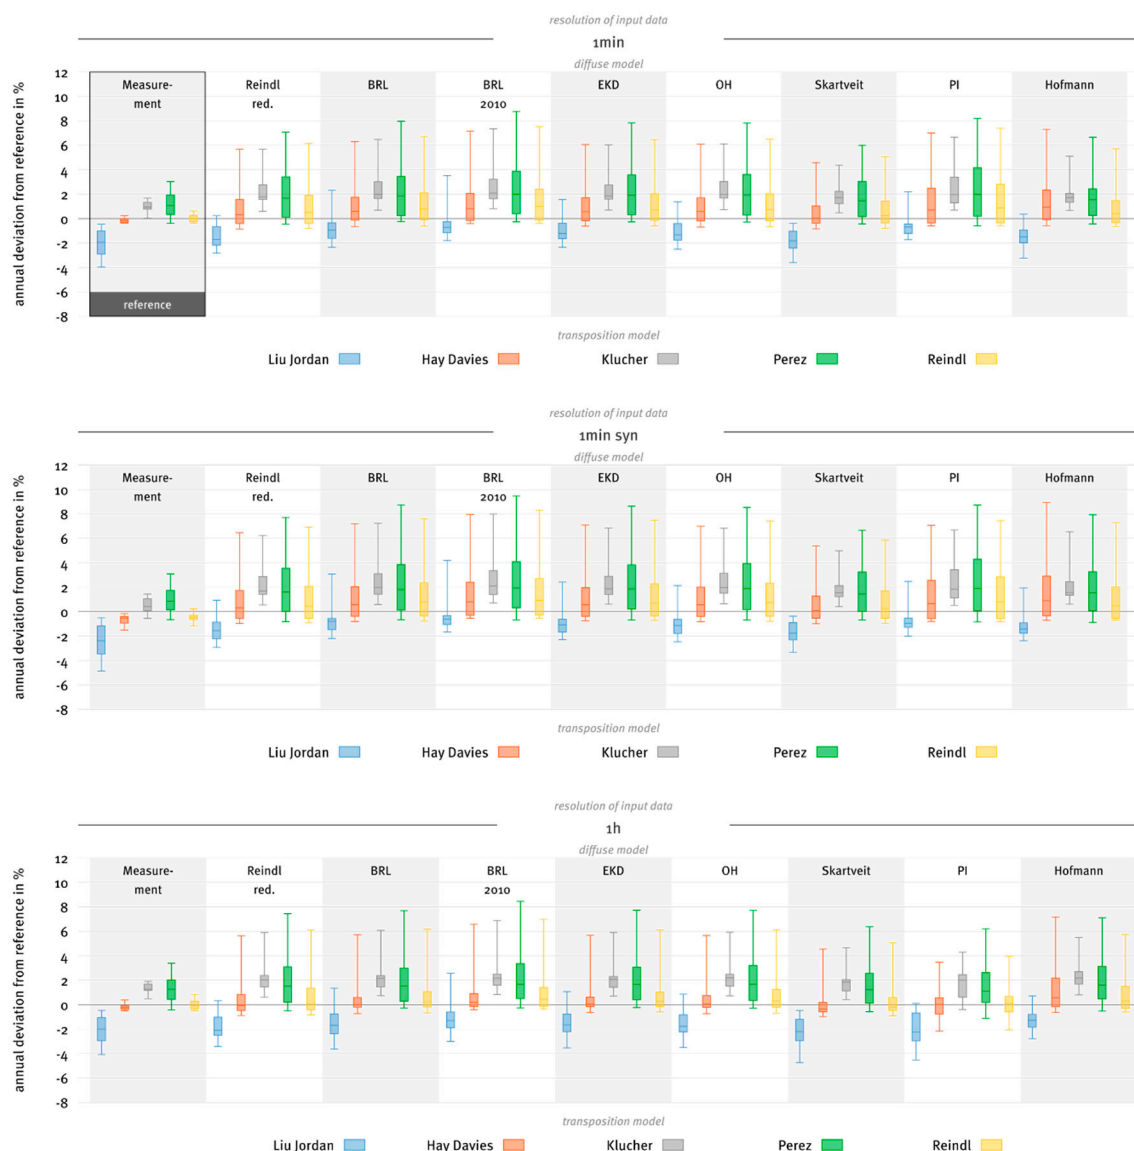 resolution of input data
1min
diffuse model
annual deviation from reference in %
12
10
8
6
4
2
0
-2
-4
-6
-8
Measure-
ment
Reindl
red.
BRL
BRL
2010
EKD
OH
Skartveit
PI
Hofmann
reference
transposition model
Liu Jordan
Hay Davies
Klucher
Perez
Reindl
resolution of input data
1min syn
diffuse model
annual deviation from reference in %
12
10
8
6
4
2
0
-2
-4
-6
-8
Measure-
ment
Reindl
red.
BRL
BRL
2010
EKD
OH
Skartveit
PI
Hofmann
transposition model
Liu Jordan
Hay Davies
Klucher
Perez
Reindl
resolution of input data
1h
diffuse model
annual deviation from reference in %
12
10
8
6
4
2
0
-2
-4
-6
-8
Measure-
ment
Reindl
red.
BRL
BRL
2010
EKD
OH
Skartveit
PI
Hofmann
transposition model
Liu Jordan
Hay Davies
Klucher
Perez
Reindl